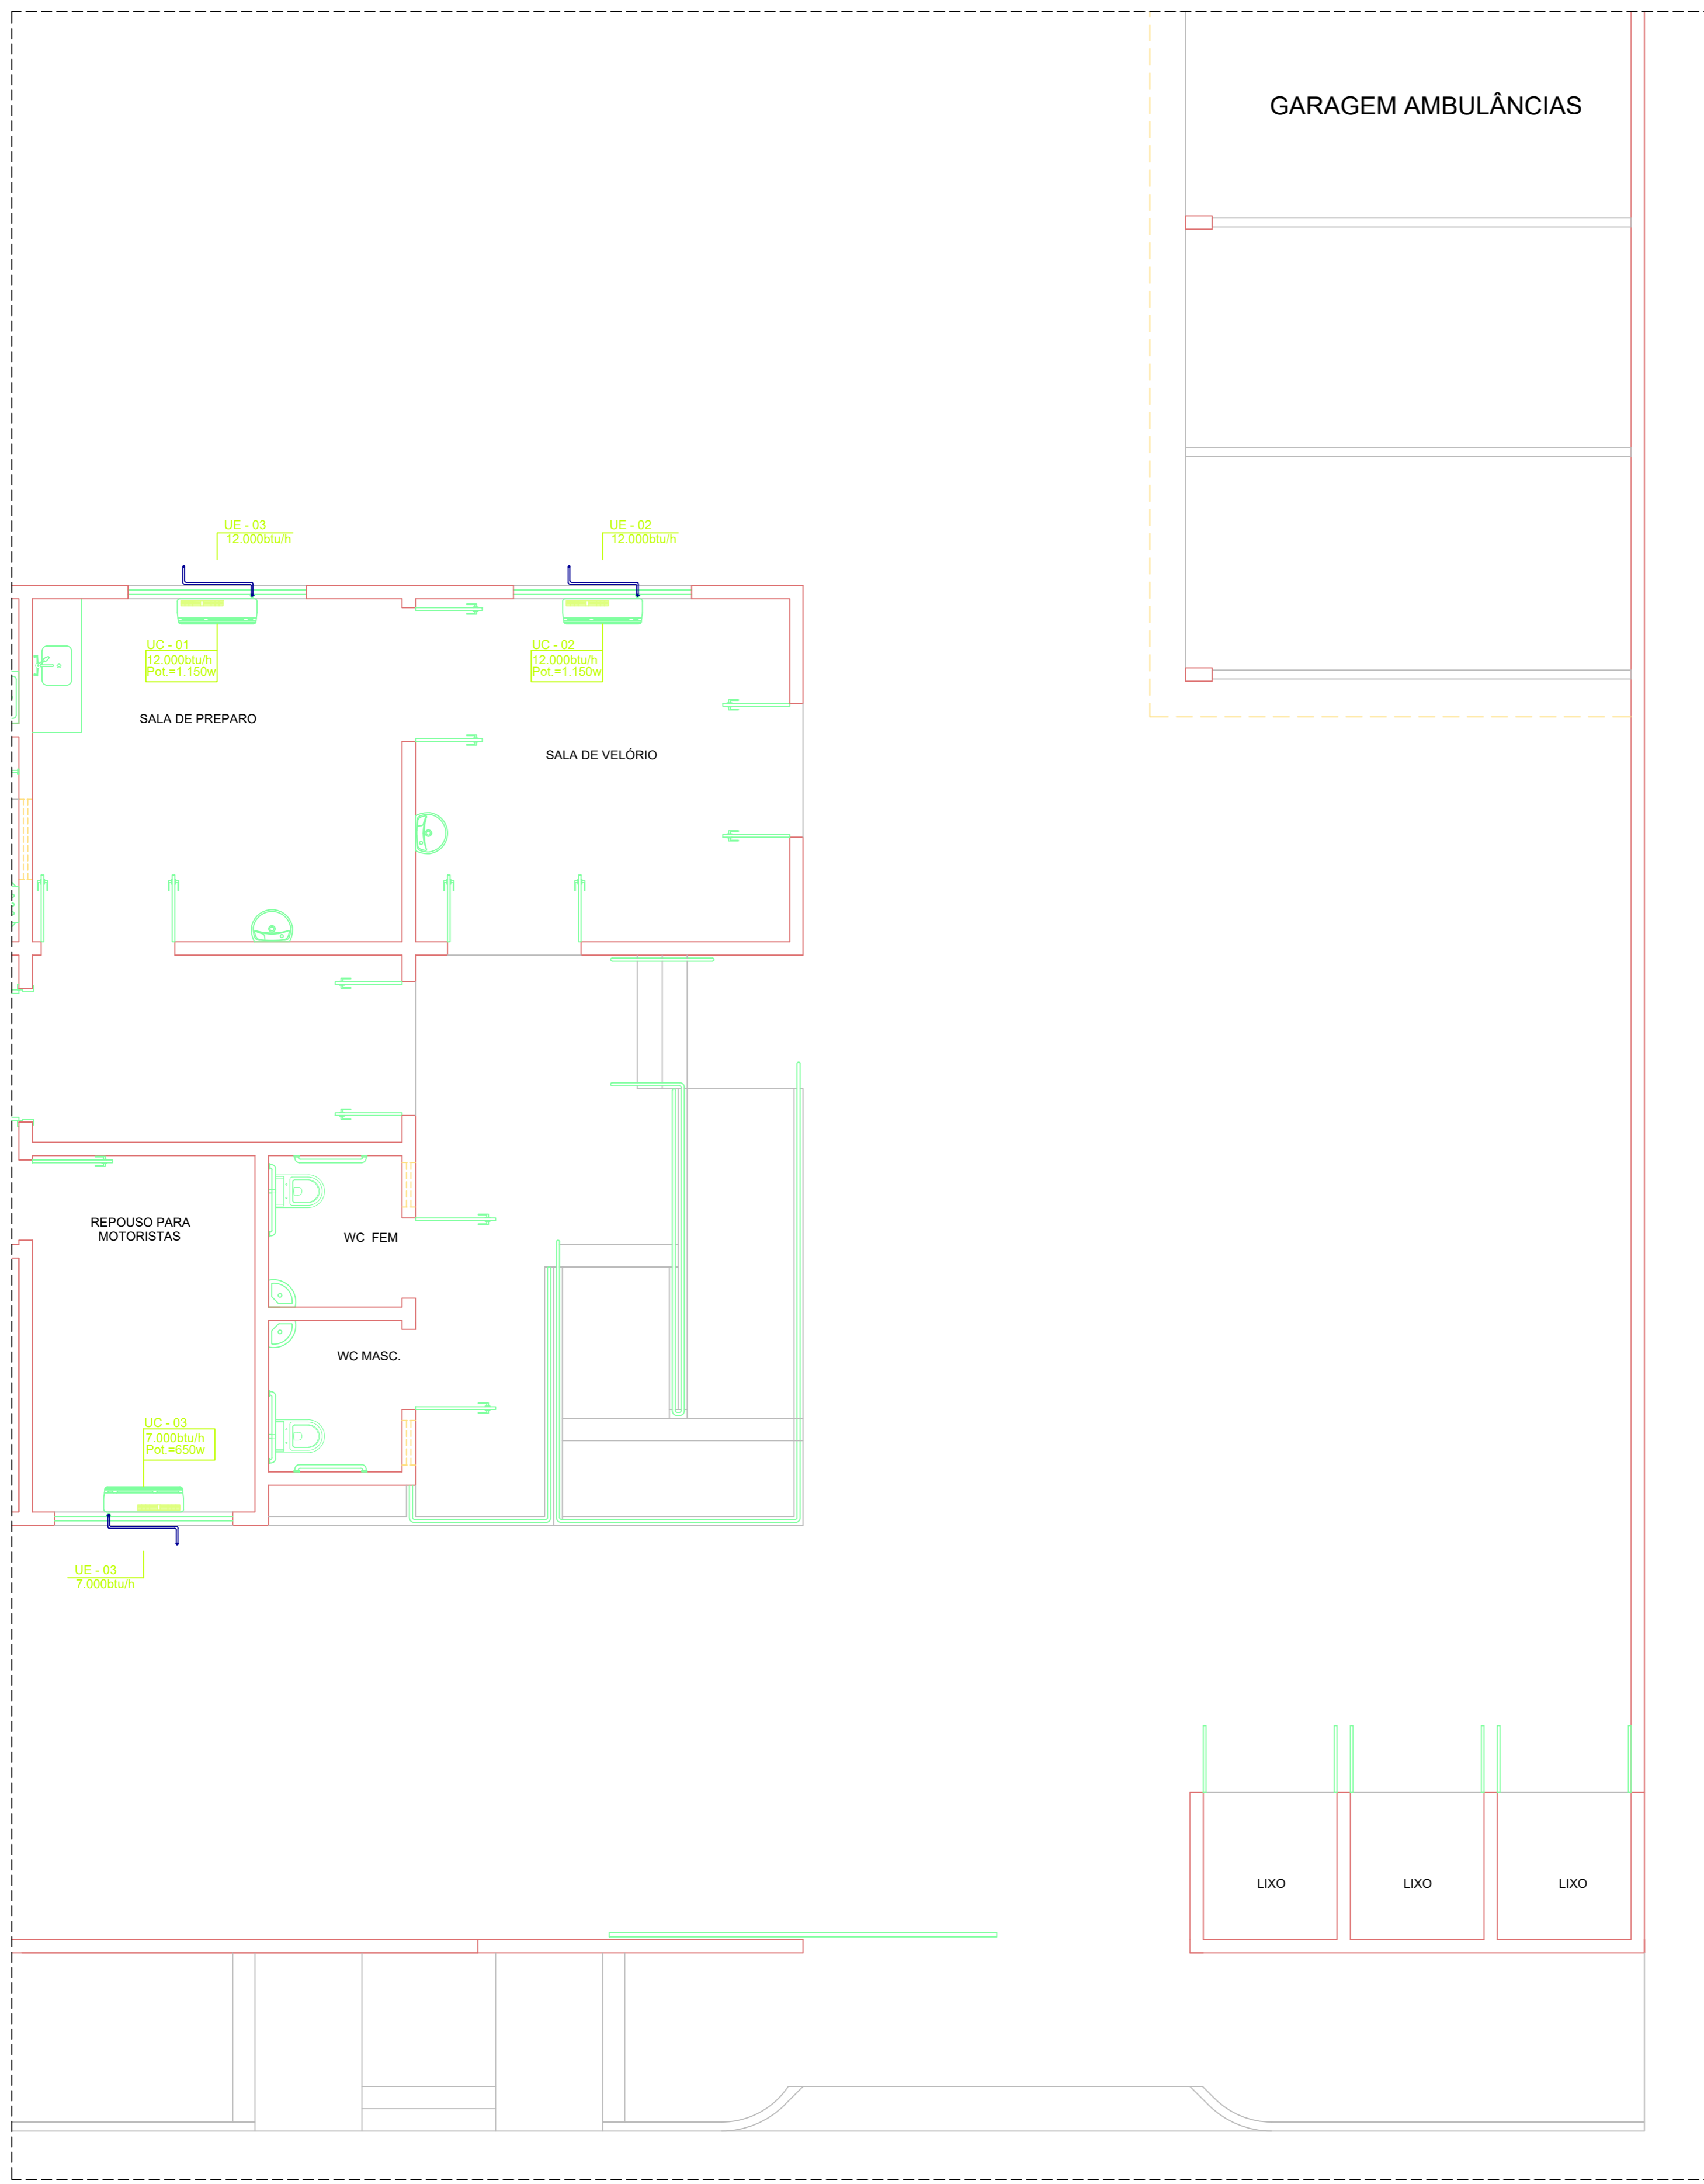 GARAGEM AMBULÂNCIAS
UE - 03
12.000btu/h
UE - 02
12.000btu/h
UC - 01
12.000btu/h
Pot.=1.150w
UC - 02
12.000btu/h
Pot.=1.150w
SALA DE PREPARO
SALA DE VELÓRIO
REPOUSO PARA
MOTORISTAS
WC FEM
WC MASC.
UC - 03
7.000btu/h
Pot.=650w
UE - 03
7.000btu/h
LIXO
LIXO
LIXO